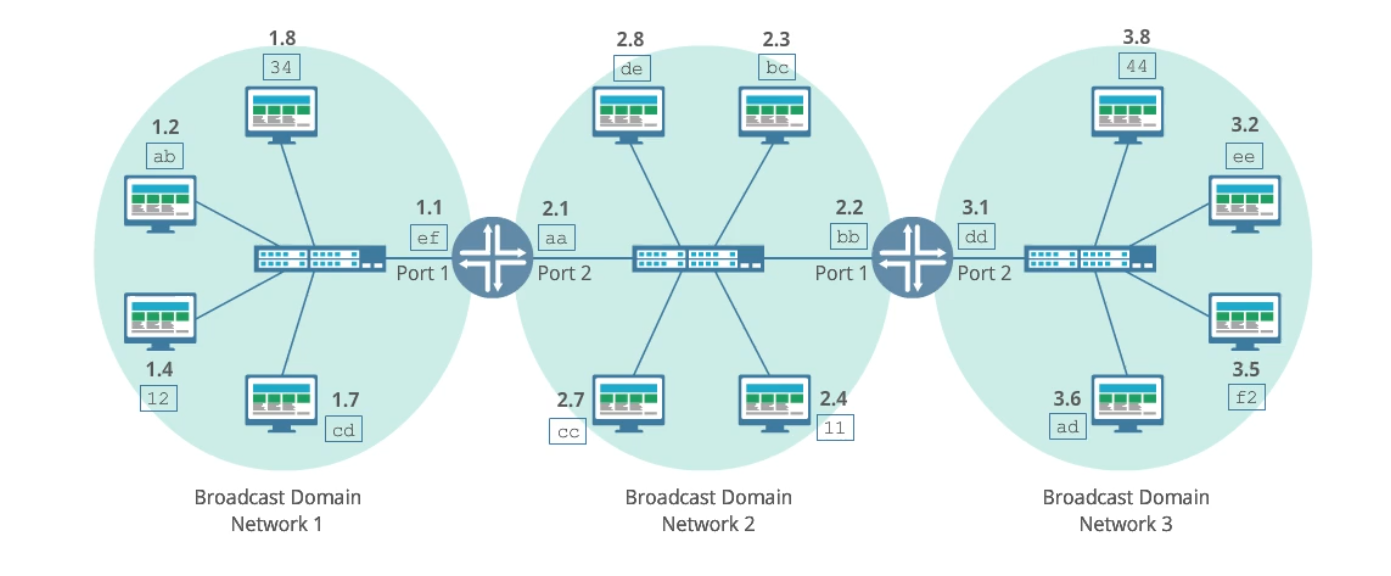 1.8
34
1.2
ab
1.4
12
1.7
cd
1.1
ef
Port 1
2.1
aa
Port 2
2.8
de
2.3
bc
2.7
cc
2.4
11
2.2
bb
Port 1
3.1
dd
Port 2
3.8
44
3.2
ee
3.5
f2
3.6
ad
Broadcast Domain
Network 1
Broadcast Domain
Network 2
Broadcast Domain
Network 3